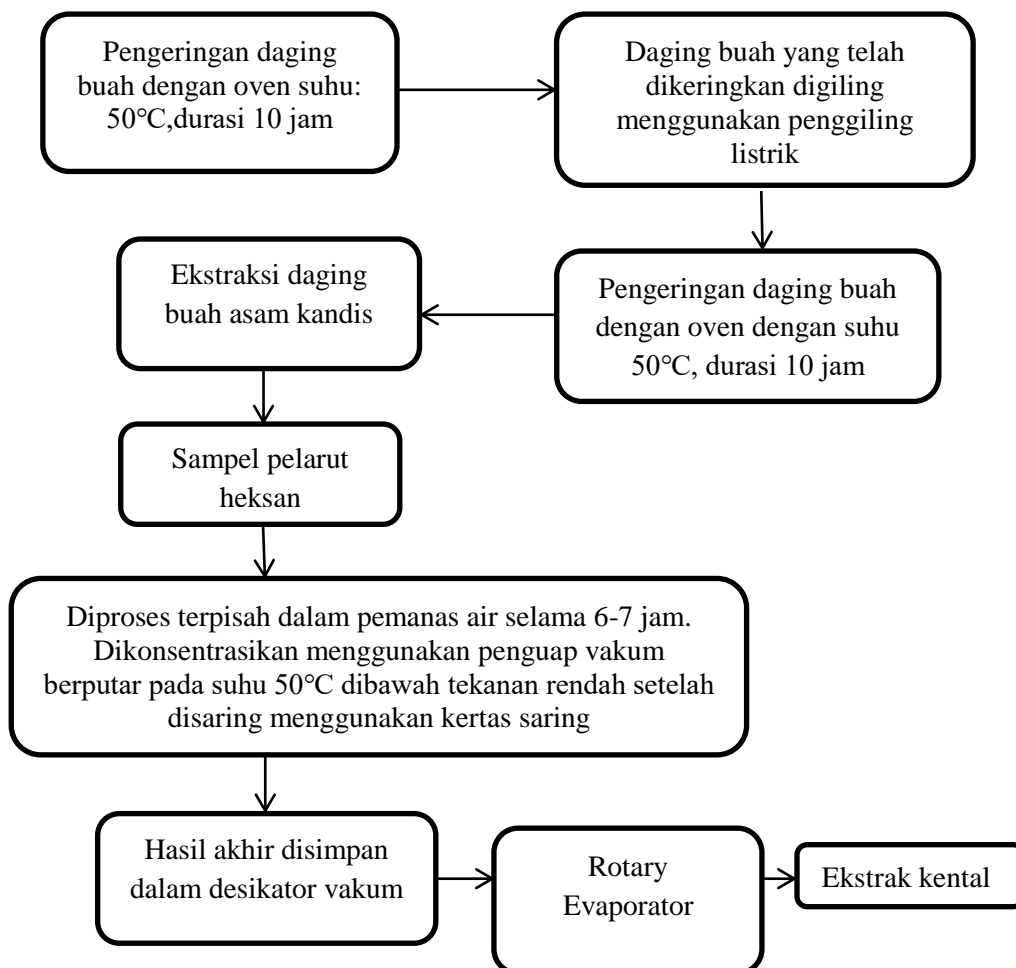 Pengeringan daging
buah dengan oven suhu:
50°C,durasi 10 jam
Daging buah yang telah
dikeringkan digiling
menggunakan penggiling
listrik
Pengeringan daging buah
dengan oven dengan suhu
50°C, durasi 10 jam
Ekstraksi daging
buah asam kandis
Sampel pelarut
heksan
Diproses terpisah dalam pemanas air selama 6-7 jam.
Dikonsentrasikan menggunakan penguap vakum
berputar pada suhu 50°C dibawah tekanan rendah setelah
disaring menggunakan kertas saring
Hasil akhir disimpan
dalam desikator vakum
Rotary
Evaporator
Ekstrak kental